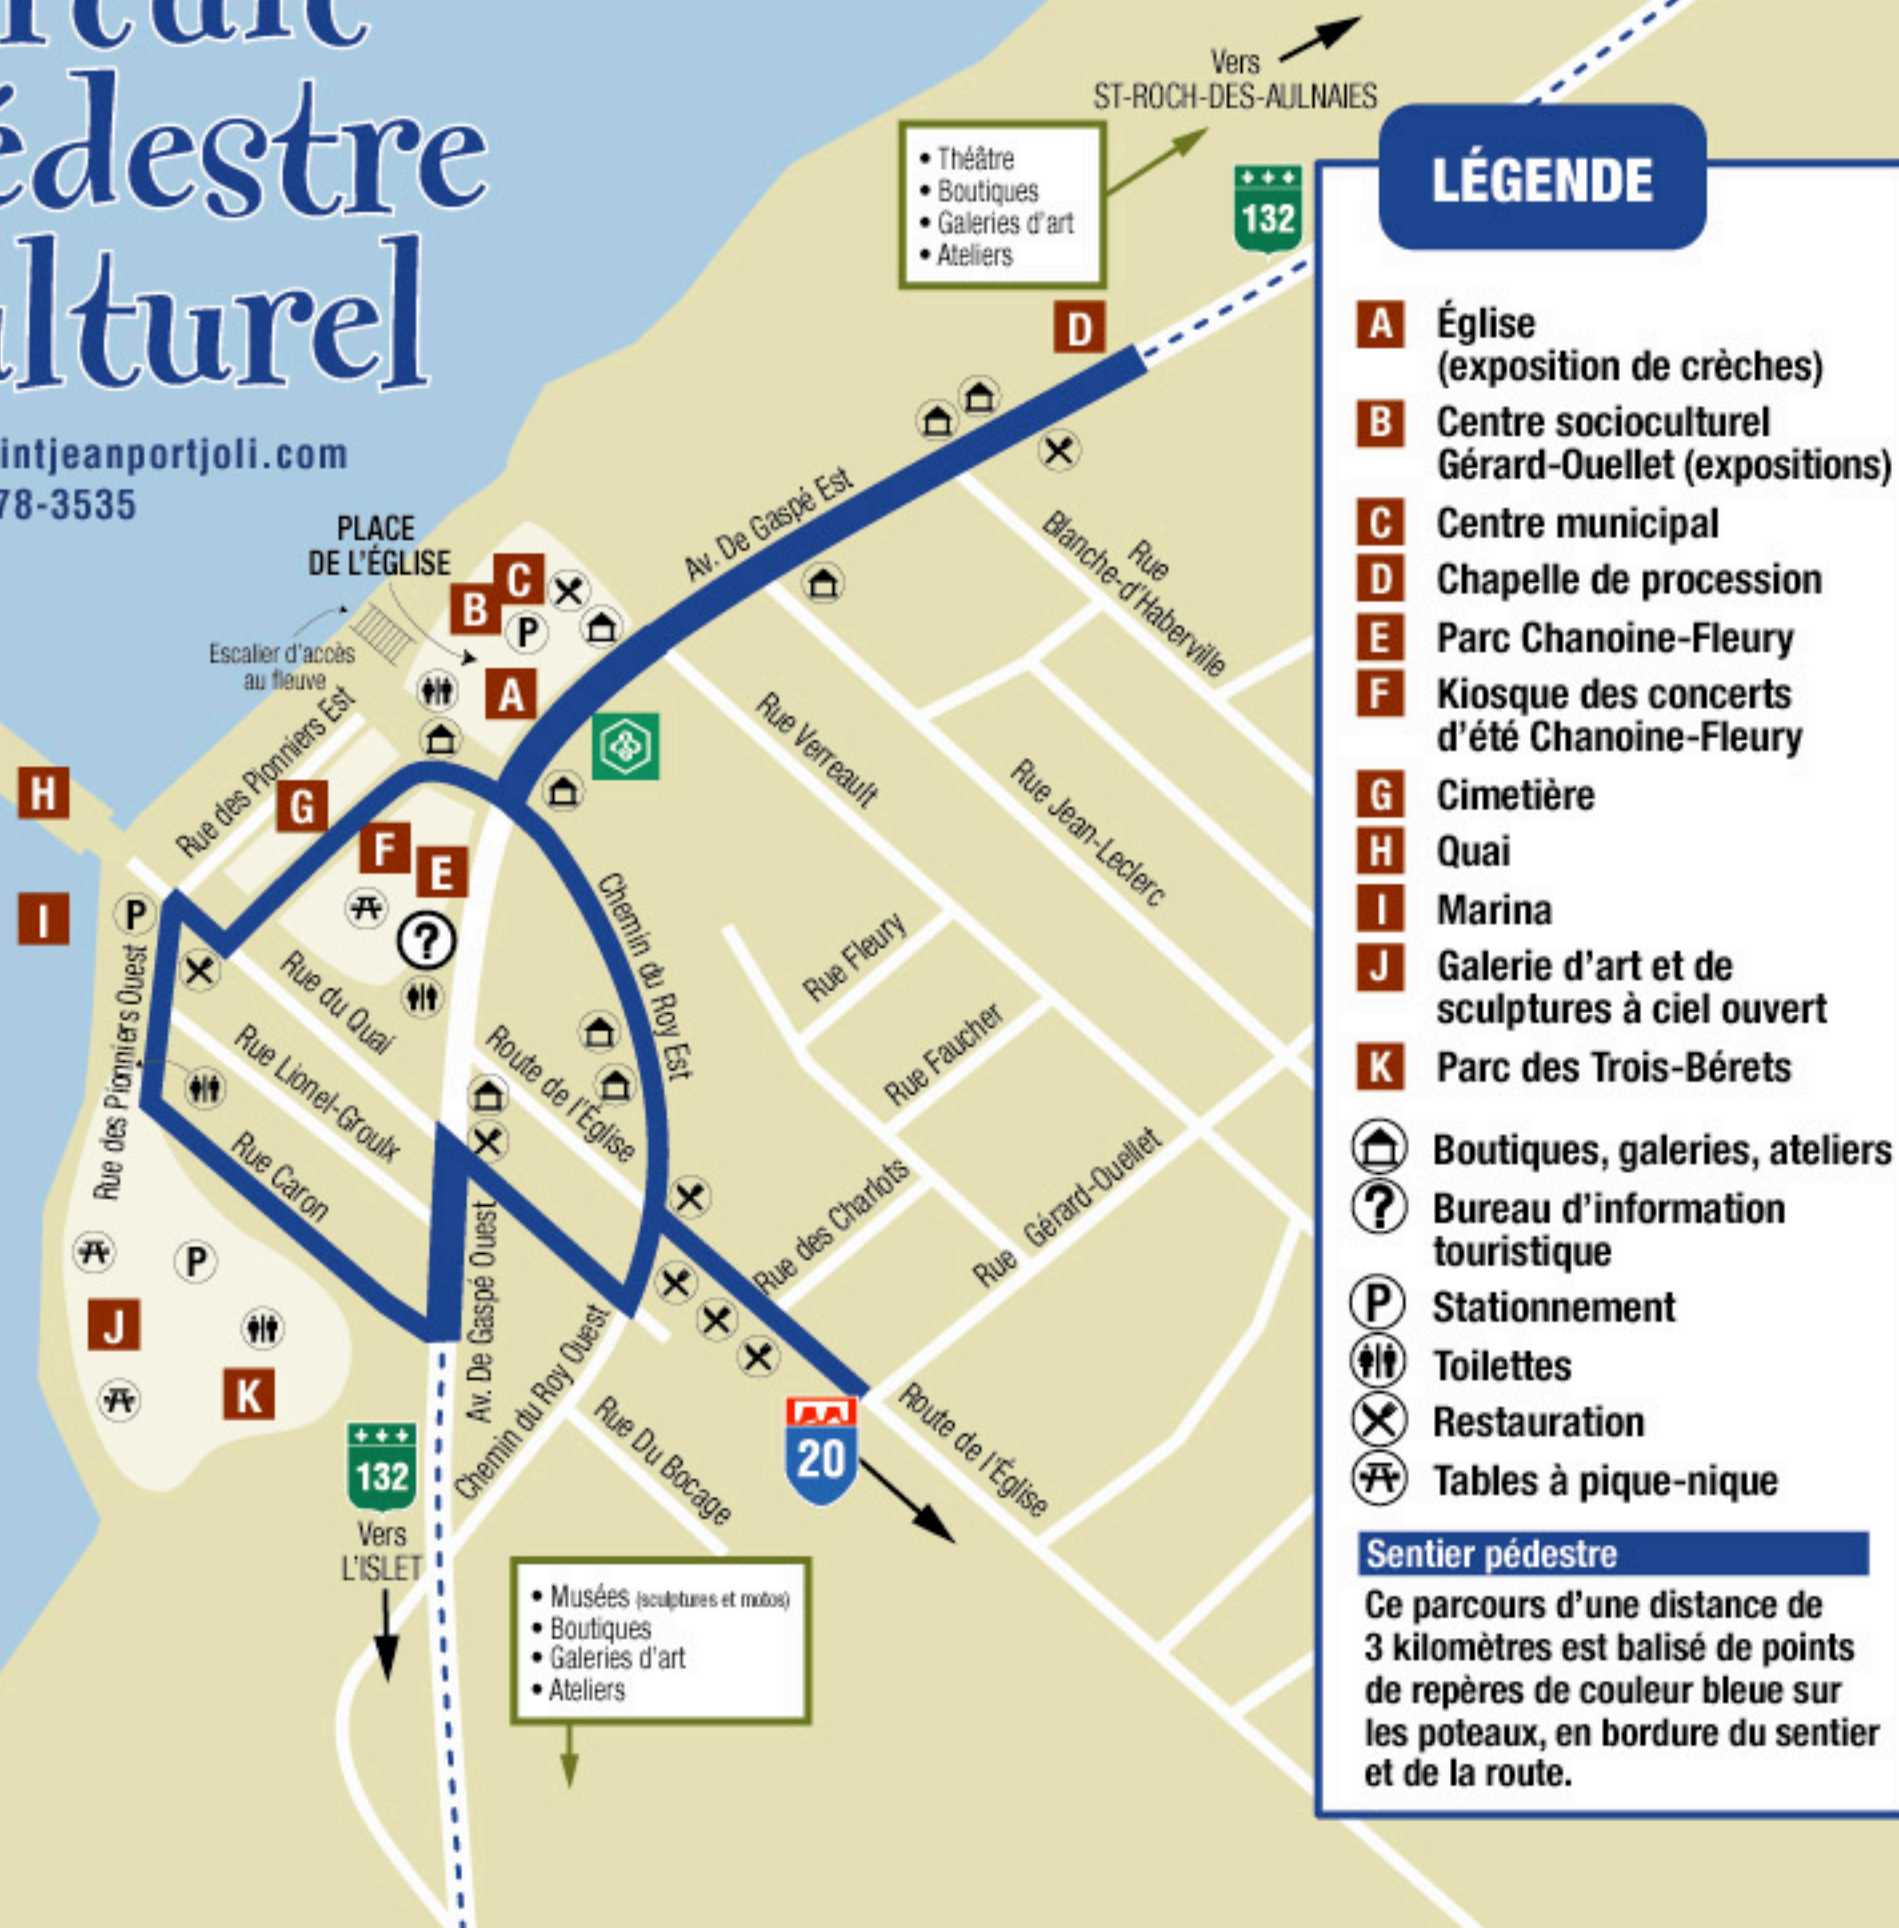 édestre
ulturel
intjeanportjoli.com
78-3535
Vers
ST-ROCH-DES-AULNAIES
• Théâtre
• Boutiques
• Galeries d'art
• Ateliers
132
D
Av. De Gaspé Est
Rue
Blanche-d'Haberville
PLACE
DE L'ÉGLISE
C
B
P
A
Escalier d'accès
au fleuve
Rue des Pionniers Est
Rue Verreault
Rue Jean-Leclerc
H
G
F
E
I
P
?
Chemin du Roy Est
Rue Fleury
Rue Faucher
Rue des Pionniers Ouest
Rue du Quai
Rue Lionel-Groulx
Route de l'Église
Rue Caron
Rue des Charlots
Rue Gérard-Ouellet
P
J
K
Av. De Gaspé Ouest
Chemin du Roy Ouest
Rue Du Bocage
20
Route de l'Église
132
Vers
L'ISLET
• Musées (sculptures et motos)
• Boutiques
• Galeries d'art
• Ateliers
LÉGENDE
A Église
(exposition de crèches)
B Centre socioculturel
Gérard-Ouellet (expositions)
C Centre municipal
D Chapelle de procession
E Parc Chanoine-Fleury
F Kiosque des concerts
d'été Chanoine-Fleury
G Cimetière
H Quai
I Marina
J Galerie d'art et de
sculptures à ciel ouvert
K Parc des Trois-Bérets
Boutiques, galeries, ateliers
? Bureau d'information
touristique
P Stationnement
Toilettes
Restauration
Tables à pique-nique
Sentier pédestre
Ce parcours d'une distance de
3 kilomètres est balisé de points
de repères de couleur bleue sur
les poteaux, en bordure du sentier
et de la route.